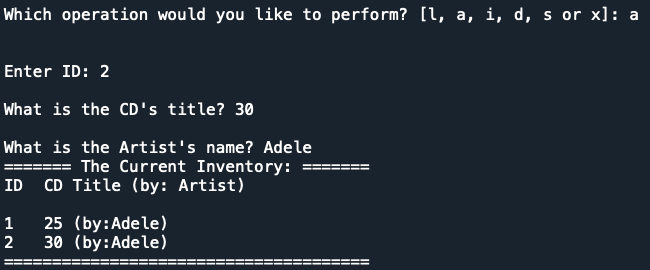 Which operation would you like to perform? [l, a, i, d, s or x]: a
Enter ID: 2
What is the CD's title? 30
What is the Artist's name? Adele
======= The Current Inventory: =======
ID  CD Title (by: Artist)
1   25 (by:Adele)
2   30 (by:Adele)
======================================